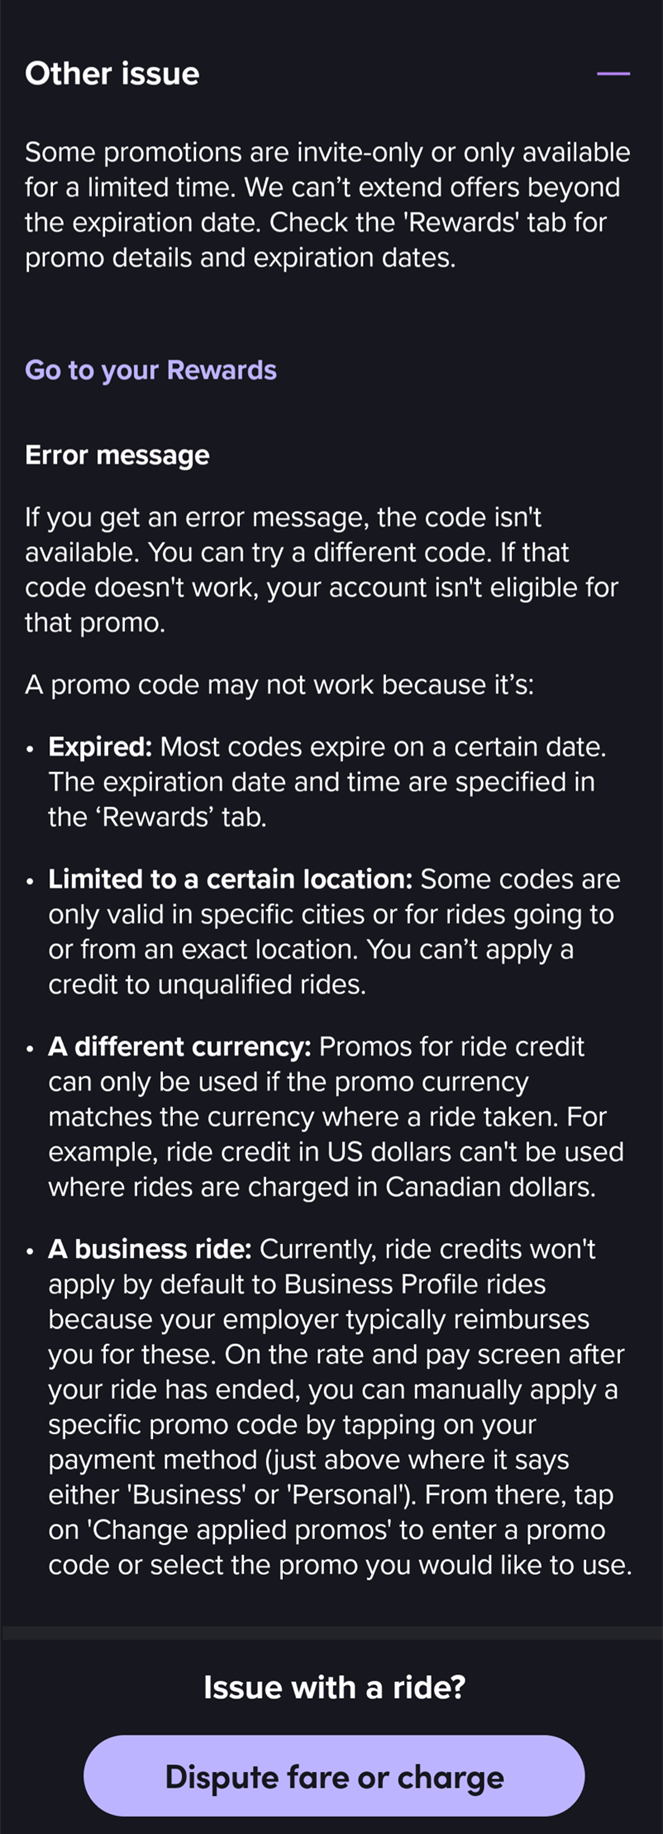 Other issue
Some promotions are invite-only or only available
for a limited time. We can’t extend offers beyond
the expiration date. Check the 'Rewards' tab for
promo details and expiration dates.
Go to your Rewards
Error message
If you get an error message, the code isn't
available. You can try a different code. If that
code doesn't work, your account isn't eligible for
that promo.
A promo code may not work because it’s:
• Expired: Most codes expire on a certain date.
The expiration date and time are specified in
the ‘Rewards’ tab.
• Limited to a certain location: Some codes are
only valid in specific cities or for rides going to
or from an exact location. You can’t apply a
credit to unqualified rides.
• A different currency: Promos for ride credit
can only be used if the promo currency
matches the currency where a ride taken. For
example, ride credit in US dollars can't be used
where rides are charged in Canadian dollars.
• A business ride: Currently, ride credits won't
apply by default to Business Profile rides
because your employer typically reimburses
you for these. On the rate and pay screen after
your ride has ended, you can manually apply a
specific promo code by tapping on your
payment method (just above where it says
either 'Business' or 'Personal'). From there, tap
on 'Change applied promos' to enter a promo
code or select the promo you would like to use.
Issue with a ride?
Dispute fare or charge